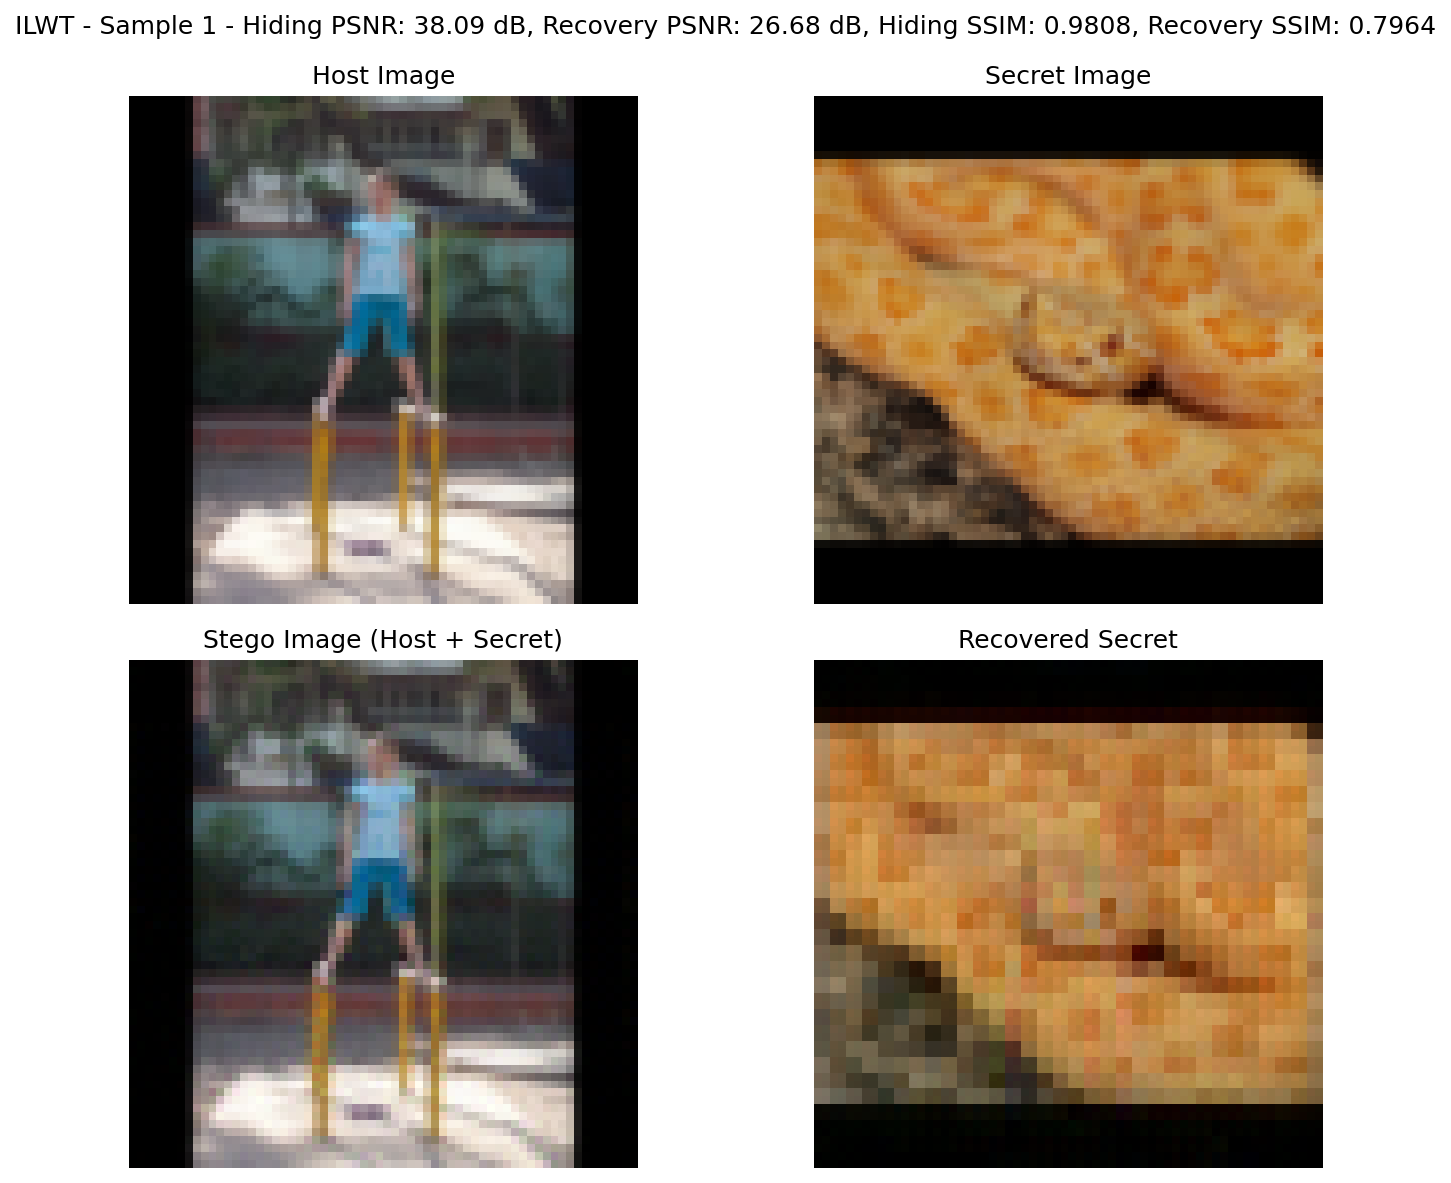 ILWT - Sample 1 - Hiding PSNR: 38.09 dB, Recovery PSNR: 26.68 dB, Hiding SSIM: 0.9808, Recovery SSIM: 0.7964
Host Image
Secret Image
Stego Image (Host + Secret)
Recovered Secret